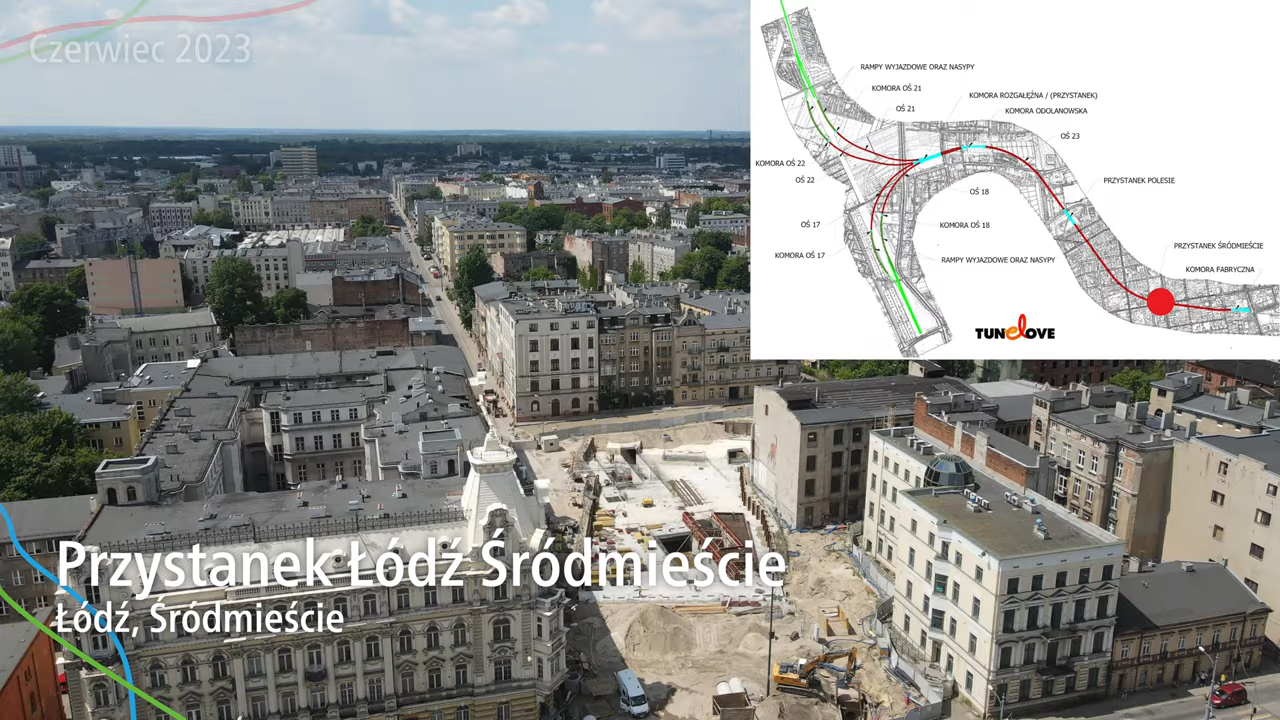 Czerwiec 2023
RAMPY WYJAZDOWE ORAZ NASYPY
KOMORA OŚ 21
KOMORA ROZGAŁĘŹNA / (PRZYSTANEK)
OŚ 21
KOMORA ODOLANOWSKA
OŚ 23
KOMORA OŚ 22
OŚ 22
PRZYSTANEK POLESIE
OŚ 18
OŚ 17
KOMORA OŚ 18
PRZYSTANEK ŚRÓDMIEŚCIE
KOMORA OŚ 17
RAMPY WYJAZDOWE ORAZ NASYPY
KOMORA FABRYCZNA
TUNELOVE
Przystanek Łódź Śródmieście
Łódź, Śródmieście